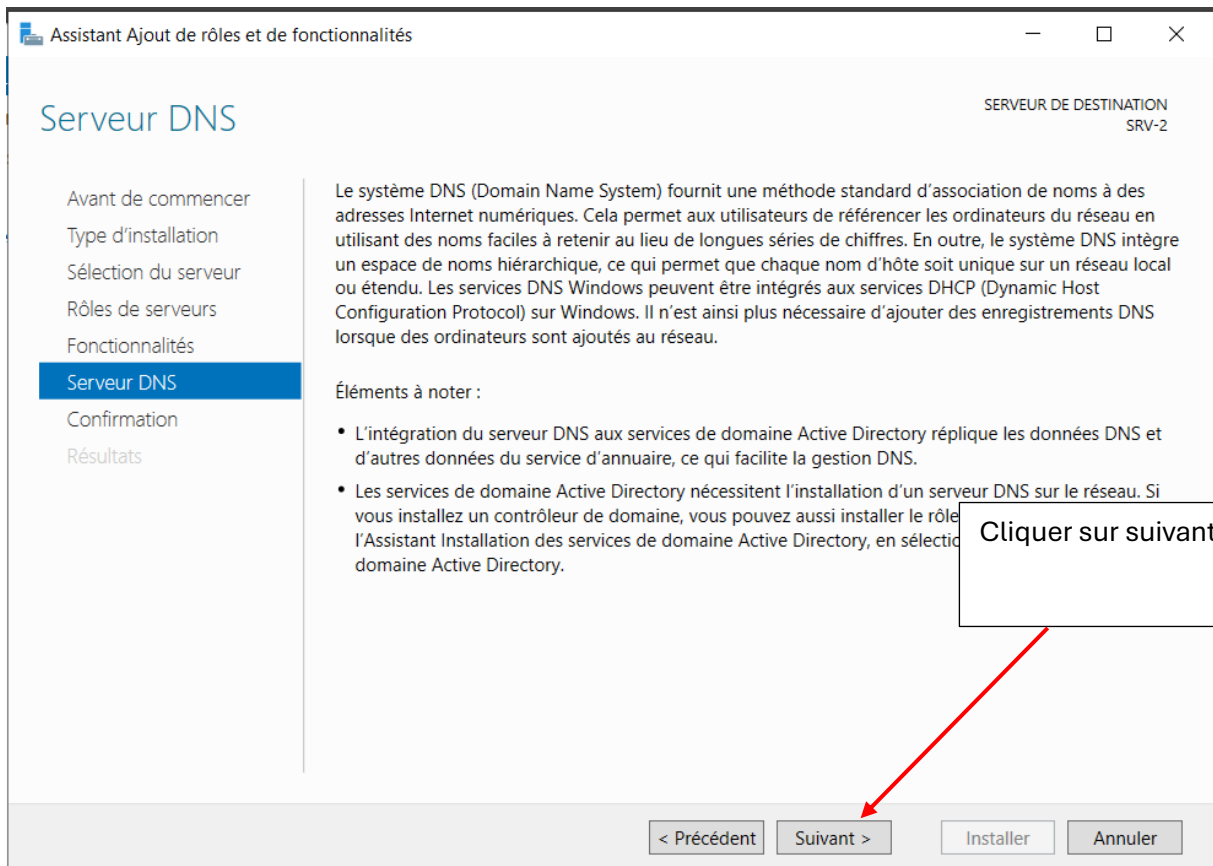 Assistant Ajout de rôles et de fonctionnalités
Serveur DNS
SERVEUR DE DESTINATION
SRV-2
Avant de commencer
Type d’installation
Sélection du serveur
Rôles de serveurs
Fonctionnalités
Serveur DNS
Confirmation
Résultats
Le système DNS (Domain Name System) fournit une méthode standard d’association de noms à des
adresses Internet numériques. Cela permet aux utilisateurs de référencer les ordinateurs du réseau en
utilisant des noms faciles à retenir au lieu de longues séries de chiffres. En outre, le système DNS intègre
un espace de noms hiérarchique, ce qui permet que chaque nom d’hôte soit unique sur un réseau local
ou étendu. Les services DNS Windows peuvent être intégrés aux services DHCP (Dynamic Host
Configuration Protocol) sur Windows. Il n’est ainsi plus nécessaire d’ajouter des enregistrements DNS
lorsque des ordinateurs sont ajoutés au réseau.
Éléments à noter :
• L’intégration du serveur DNS aux services de domaine Active Directory réplique les données DNS et
d’autres données du service d’annuaire, ce qui facilite la gestion DNS.
• Les services de domaine Active Directory nécessitent l’installation d’un serveur DNS sur le réseau. Si
vous installez un contrôleur de domaine, vous pouvez aussi installer le rôle
l’Assistant Installation des services de domaine Active Directory, en
domaine Active Directory.
Cliquer sur suivant
< Précédent
Suivant >
Installer
Annuler